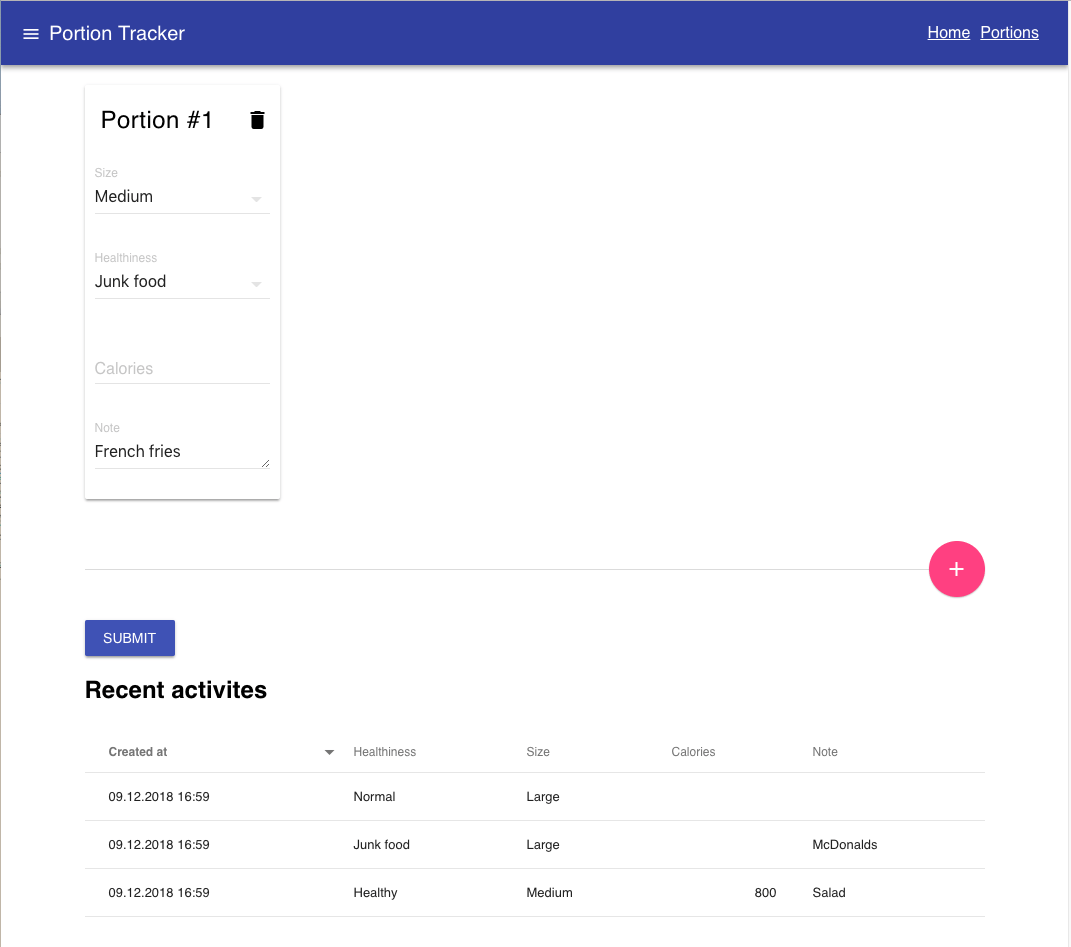 Portion Tracker Home Portions
Portion #1
Size
Medium
Healthiness
Junk food
Calories
Note
French fries
SUBMIT
Recent activites
Created at Healthiness Size Calories Note
09.12.2018 16:59 Normal Large
09.12.2018 16:59 Junk food Large McDonalds
09.12.2018 16:59 Healthy Medium 800 Salad